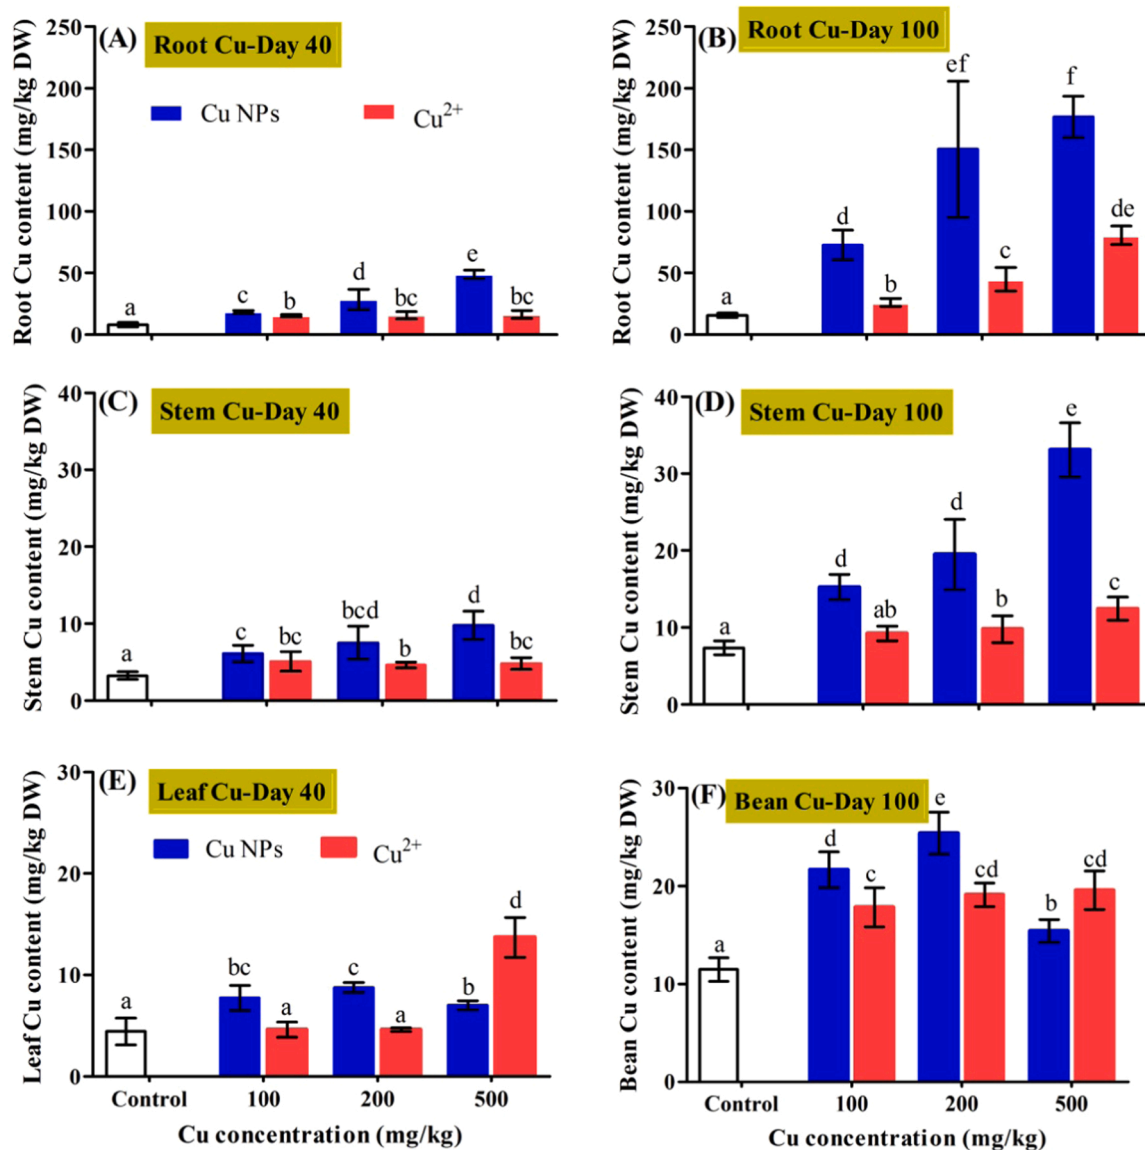 (A) Root Cu-Day 40
Root Cu content (mg/kg DW)
250
200
150
100
50
0
Cu NPs
Cu²⁺
a
c
b
d
bc
e
bc
(B) Root Cu-Day 100
Root Cu content (mg/kg DW)
250
200
150
100
50
0
a
d
b
ef
c
f
de
(C) Stem Cu-Day 40
Stem Cu content (mg/kg DW)
40
30
20
10
0
a
c
bc
bcd
b
d
bc
(D) Stem Cu-Day 100
Stem Cu content (mg/kg DW)
40
30
20
10
0
a
d
ab
d
b
e
c
(E) Leaf Cu-Day 40
Leaf Cu content (mg/kg DW)
30
20
10
0
Cu NPs
Cu²⁺
a
bc
a
c
a
b
d
Control 100 200 500
Cu concentration (mg/kg)
(F) Bean Cu-Day 100
Bean Cu content (mg/kg DW)
30
20
10
0
a
d
c
e
cd
b
cd
Control 100 200 500
Cu concentration (mg/kg)